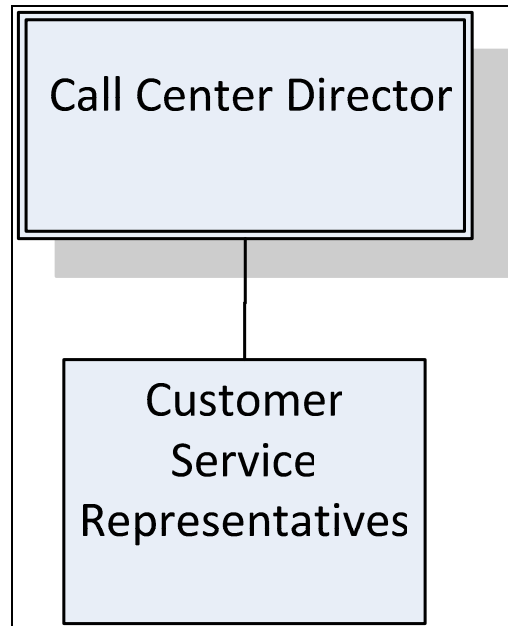 Call Center Director
Customer
Service
Representatives